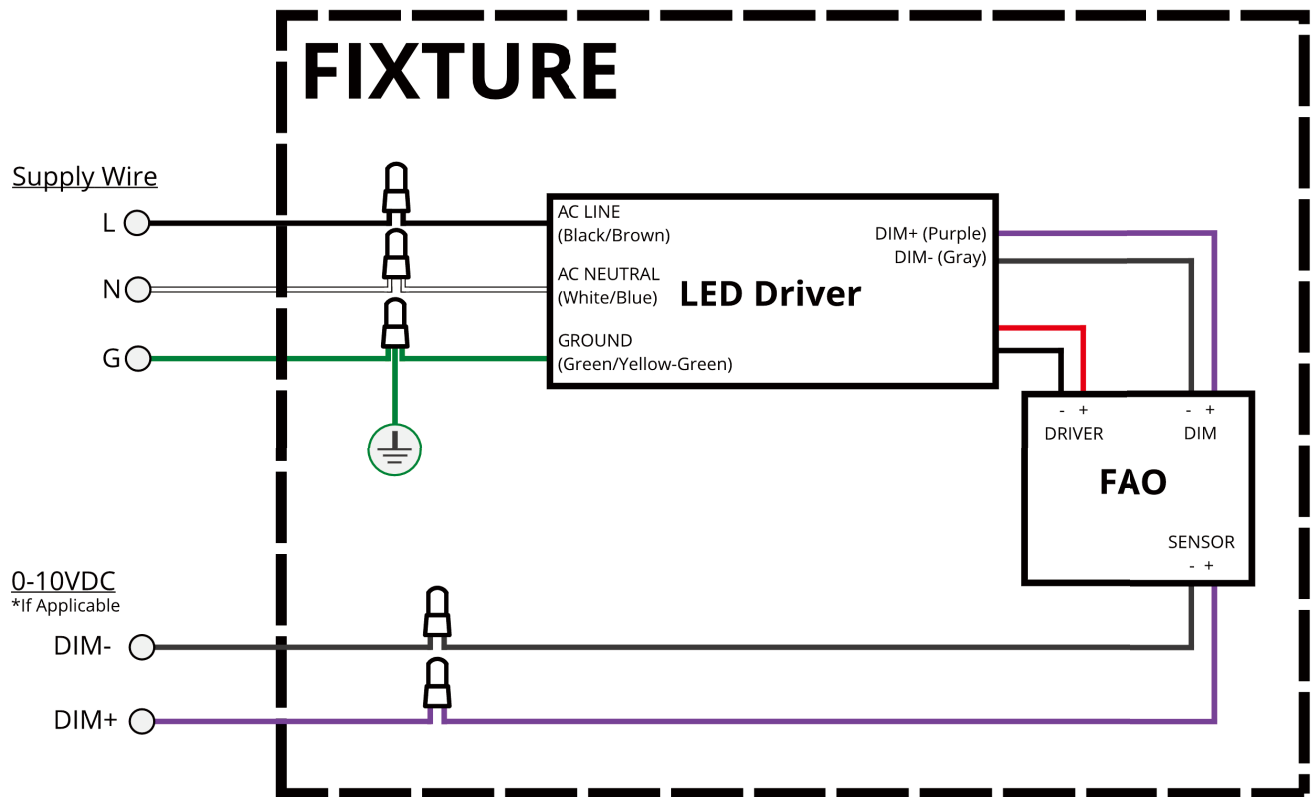 FIXTURE
Supply Wire
L
N
G
AC LINE
(Black/Brown)
AC NEUTRAL
(White/Blue)
GROUND
(Green/Yellow-Green)
LED Driver
DIM+ (Purple)
DIM- (Gray)
- +
DRIVER
- +
DIM
FAO
SENSOR
- +
0-10VDC
*If Applicable
DIM-
DIM+